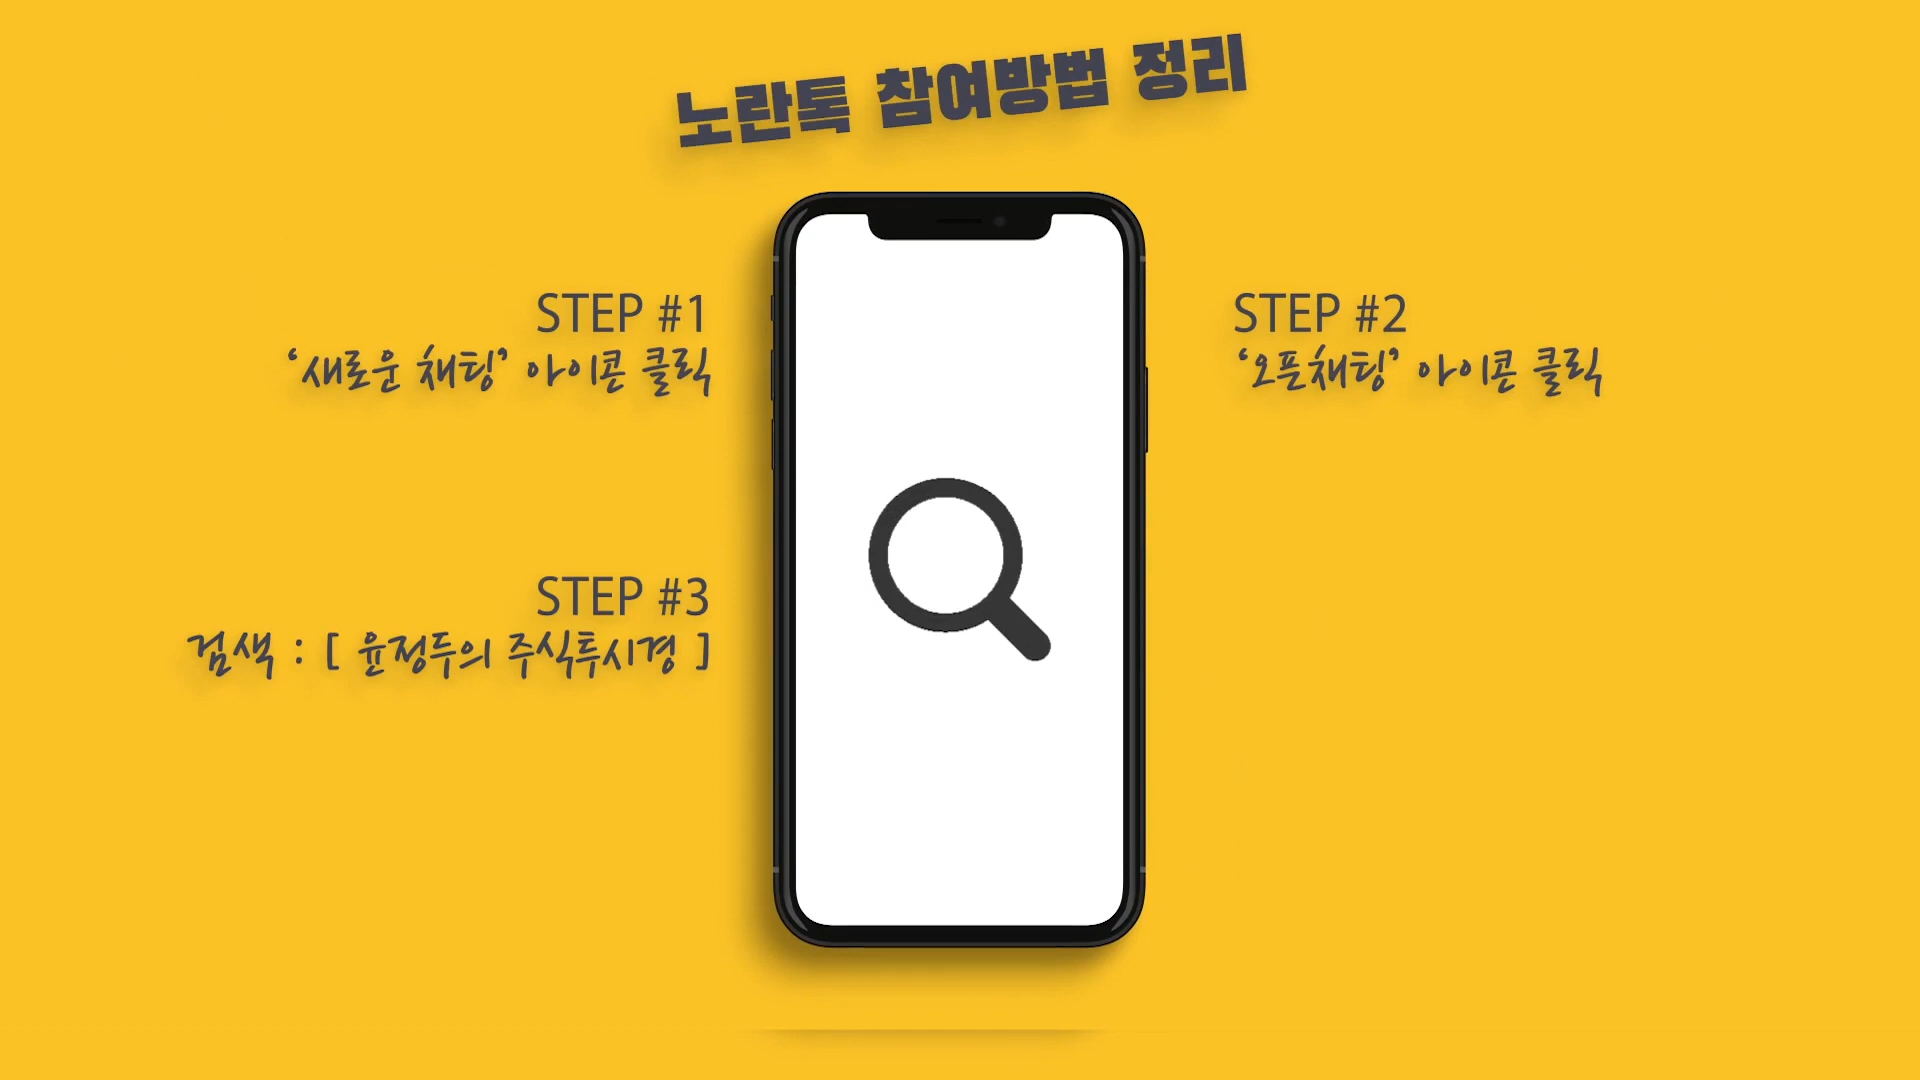 노란톡 참여방법 정리
STEP #1
‘새로운 채팅’ 아이콘 클릭
STEP #2
‘오픈채팅’ 아이콘 클릭
STEP #3
검색 : [ 윤정두의 주식투시경 ]